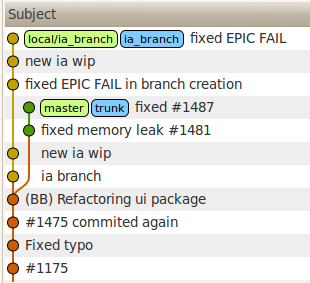 Subject
local/ia_branch ia_branch fixed EPIC FAIL
new ia wip
fixed EPIC FAIL in branch creation
master trunk fixed #1487
fixed memory leak #1481
new ia wip
ia branch
(BB) Refactoring ui package
#1475 commited again
Fixed typo
#1175